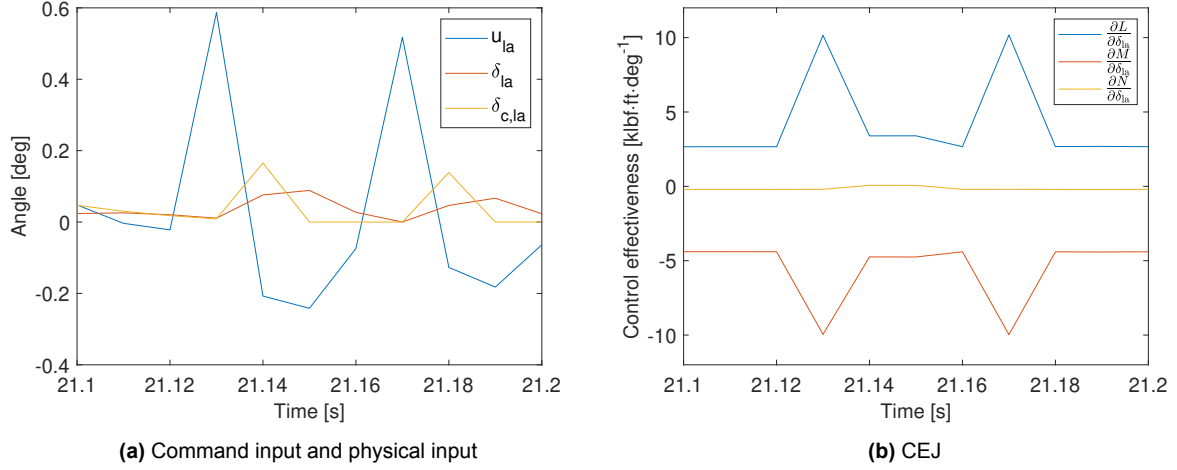 0.6
0.4
0.2
0
-0.2
-0.4
Angle [deg]
21.1 21.12 21.14 21.16 21.18 21.2
Time [s]
u_la
δ_la
δ_c,la
(a) Command input and physical input
10
5
0
-5
-10
Control effectiveness [klbf·ft·deg⁻¹]
21.1 21.12 21.14 21.16 21.18 21.2
Time [s]
∂L/∂δ_la
∂M/∂δ_la
∂N/∂δ_la
(b) CEJ